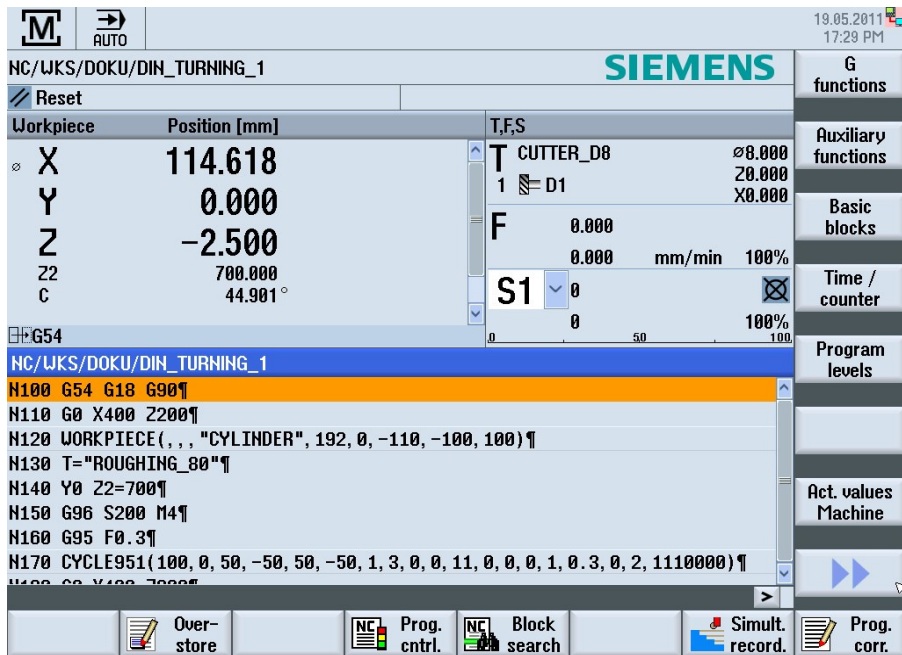 M AUTO
19.05.2011
17:29 PM
NC/WKS/DOKU/DIN_TURNING_1
SIEMENS
Reset
G functions
Workpiece Position [mm]
T,F,S
ø X 114.618
Y 0.000
Z -2.500
Z2 700.000
C 44.901°
G54
T CUTTER_D8 ø8.000
1 D1 Z0.000
X0.000
F 0.000
0.000 mm/min 100%
S1 0
0 100%
0 50 100
Auxiliary functions
Basic blocks
Time / counter
Program levels
Act. values Machine
NC/WKS/DOKU/DIN_TURNING_1
N100 G54 G18 G90¶
N110 G0 X400 Z200¶
N120 WORKPIECE(,,,"CYLINDER",192,0,-110,-100,100)¶
N130 T="ROUGHING_80"¶
N140 Y0 Z2=700¶
N150 G96 S200 M4¶
N160 G95 F0.3¶
N170 CYCLE951(100,0,50,-50,50,-50,1,3,0,0,11,0,0,0,1,0.3,0,2,1110000)¶
>
Over-store
NC Prog. cntrl.
NC Block search
Simult. record.
Prog. corr.